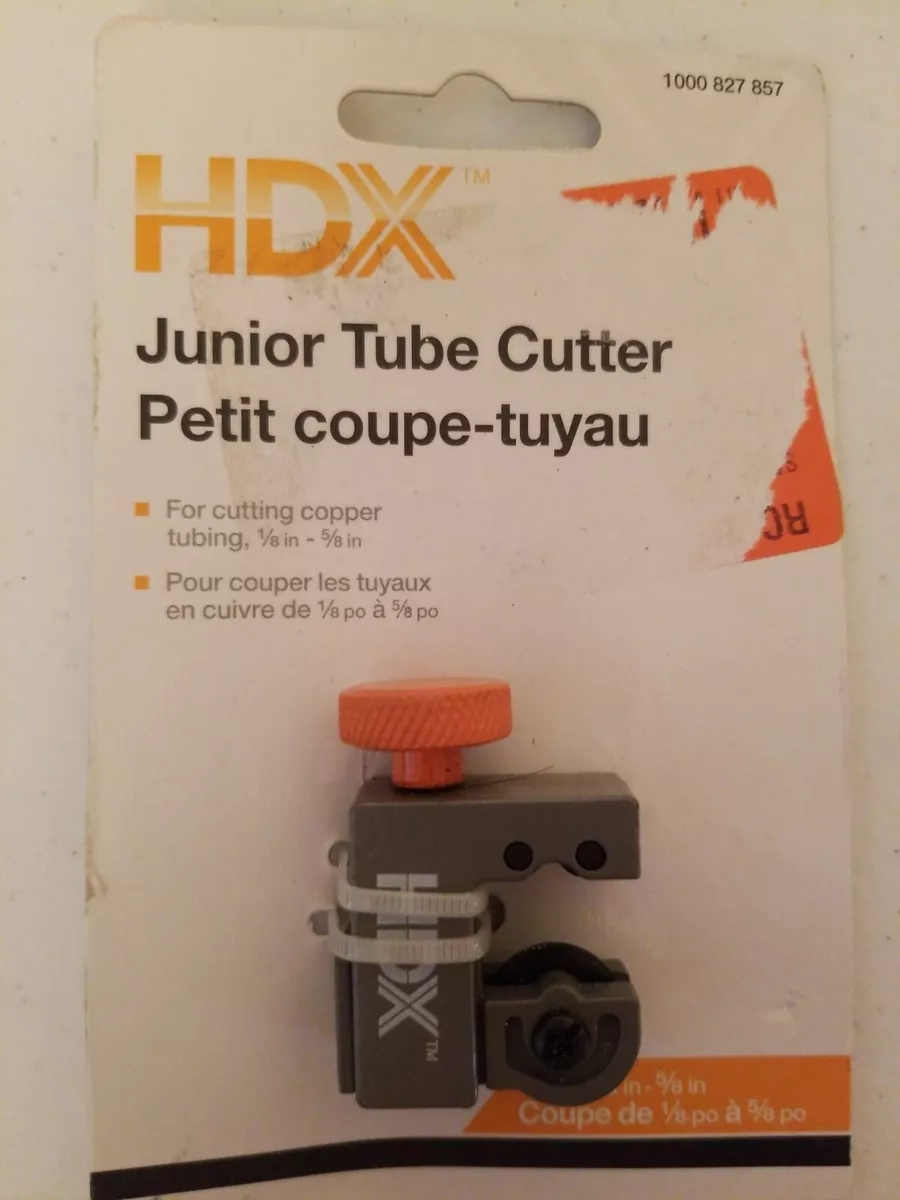 1000 827 857
HDX™
Junior Tube Cutter
Petit coupe-tuyau
For cutting copper
tubing, ⅛ in - ⅝ in
Pour couper les tuyaux
en cuivre de ⅛ po à ⅝ po
HDX™
in - ⅝ in
Coupe de ⅛ po à ⅝ po
RC